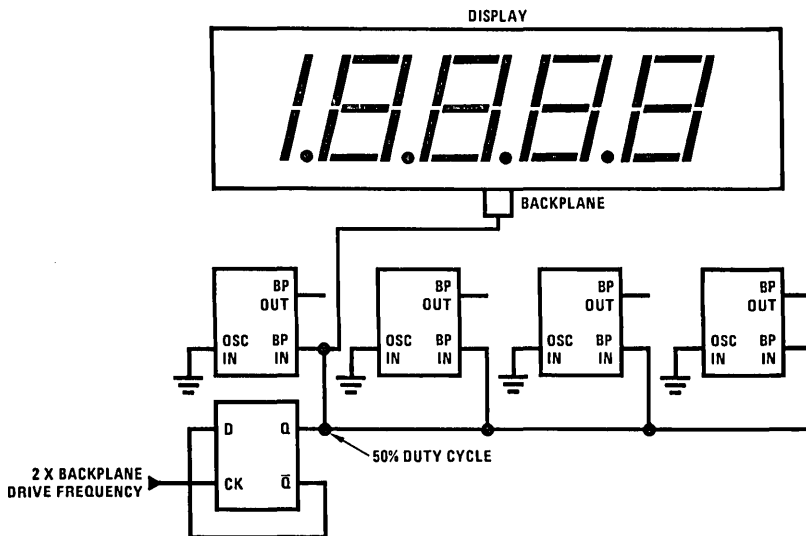 DISPLAY
1.8.8.8.8
BACKPLANE
BP
OUT
OSC
IN
BP
IN
BP
OUT
OSC
IN
BP
IN
BP
OUT
OSC
IN
BP
IN
BP
OUT
OSC
IN
BP
IN
D
Q
CK
Q̅
50% DUTY CYCLE
2 X BACKPLANE
DRIVE FREQUENCY